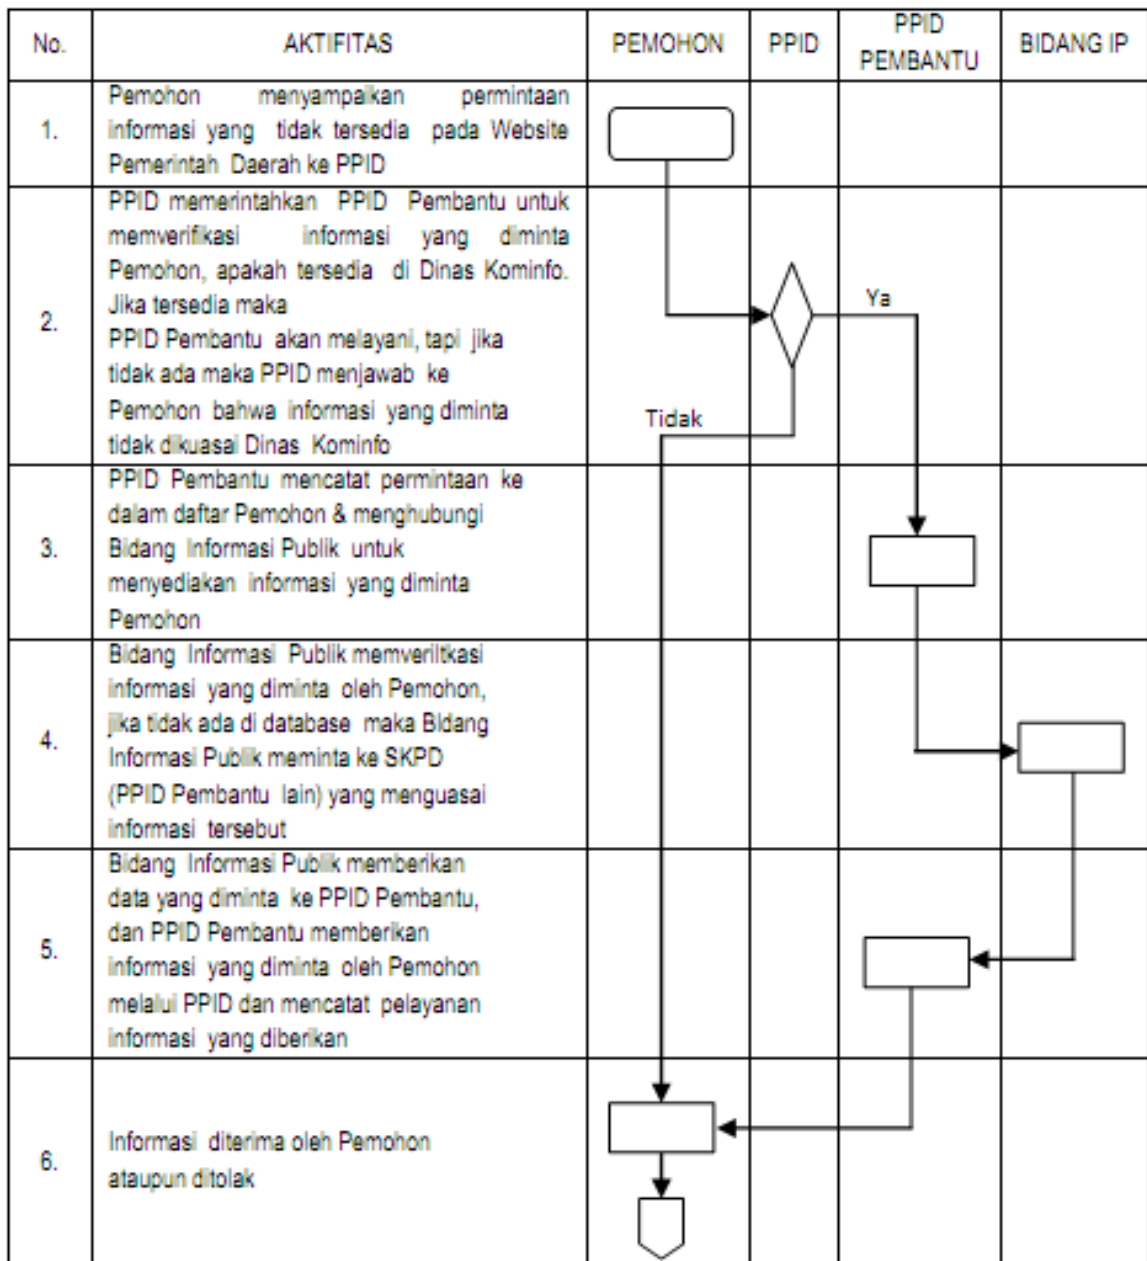 No.
AKTIFITAS
PEMOHON
PPID
PPID
PEMBANTU
BIDANG IP
1.
Pemohon menyampaikan permintaan
informasi yang tidak tersedia pada Website
Pemerintah Daerah ke PPID
2.
PPID memerintahkan PPID Pembantu untuk
memverifikasi informasi yang diminta
Pemohon, apakah tersedia di Dinas Kominfo.
Jika tersedia maka
PPID Pembantu akan melayani, tapi jika
tidak ada maka PPID menjawab ke
Pemohon bahwa informasi yang diminta
tidak dikuasai Dinas Kominfo
Ya
Tidak
3.
PPID Pembantu mencatat permintaan ke
dalam daftar Pemohon & menghubungi
Bidang Informasi Publik untuk
menyediakan informasi yang diminta
Pemohon
4.
Bidang Informasi Publik memveriltkasi
informasi yang diminta oleh Pemohon,
jika tidak ada di database maka Bidang
Informasi Publik meminta ke SKPD
(PPID Pembantu lain) yang menguasai
informasi tersebut
5.
Bidang Informasi Publik memberikan
data yang diminta ke PPID Pembantu,
dan PPID Pembantu memberikan
informasi yang diminta oleh Pemohon
melalui PPID dan mencatat pelayanan
informasi yang diberikan
6.
Informasi diterima oleh Pemohon
ataupun ditolak